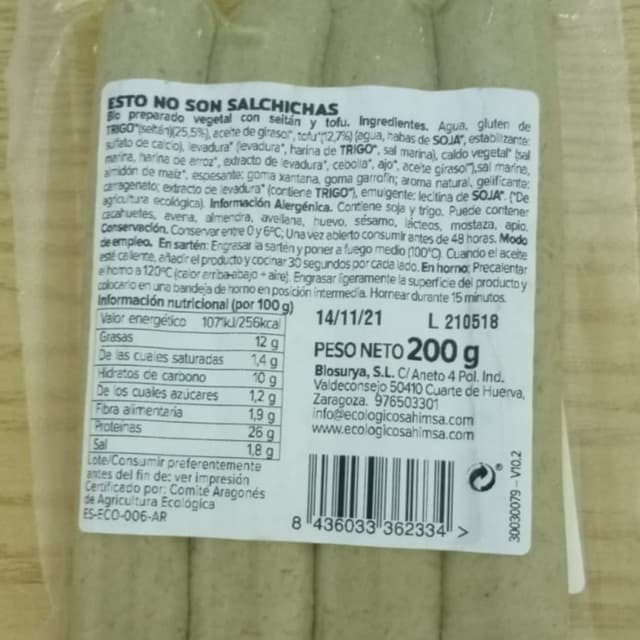 ESTO NO SON SALCHICHAS
Bio preparado vegetal con seitán y tofu. Ingredientes. Agua, gluten de
TRIGO*(seitán)(25,5%), aceite de girasol*, tofu*(12,7%) (agua, habas de SOJA*, estabilizante:
sulfato de calcio), levadura* (levadura*, harina de TRIGO*, sal marina), caldo vegetal* (sal
marina, harina de arroz*, extracto de levadura*, cebolla*, ajo*, aceite girasol*), sal marina,
almidón de maíz*, espesante: goma xantana, goma garrofín; aroma natural, gelificante:
carragenato; extracto de levadura* (contiene TRIGO*), emulgente: lecitina de SOJA*. (*De
agricultura ecológica). Información Alergénica. Contiene soja y trigo. Puede contener
cacahuetes, avena, almendra, avellana, huevo, sésamo, lácteos, mostaza, apio.
Conservación. Conservar entre 0 y 6ºC; Una vez abierto consumir antes de 48 horas. Modo
de empleo. En sartén: Engrasar la sartén y poner a fuego medio (100ºC). Cuando el aceite
esté caliente, añadir el producto y cocinar 30 segundos por cada lado. En horno: Precalentar
el horno a 120ºC (calor arriba-abajo + aire). Engrasar ligeramente la superficie del producto y
colocarlo en una bandeja de horno en posición intermedia. Hornear durante 15 minutos.
Información nutricional (por 100 g)
Valor energético 1071kJ/256kcal
Grasas 12 g
De las cuales saturadas 1,4 g
Hidratos de carbono 10 g
De los cuales azúcares 1,2 g
Fibra alimentaria 1,9 g
Proteínas 26 g
Sal 1,8 g
Lote/Consumir preferentemente
antes del fin de: ver impresión
Certificado por: Comité Aragonés
de Agricultura Ecológica
ES-ECO-006-AR
14/11/21 L 210518
PESO NETO 200 g
Biosurya, S.L. C/ Aneto 4 Pol. Ind.
Valdeconsejo 50410 Cuarte de Huerva,
Zaragoza. 976503301
info@ecologicosahimsa.com
www.ecologicosahimsa.com
8 436033 362334 >
30030079 - V10.2